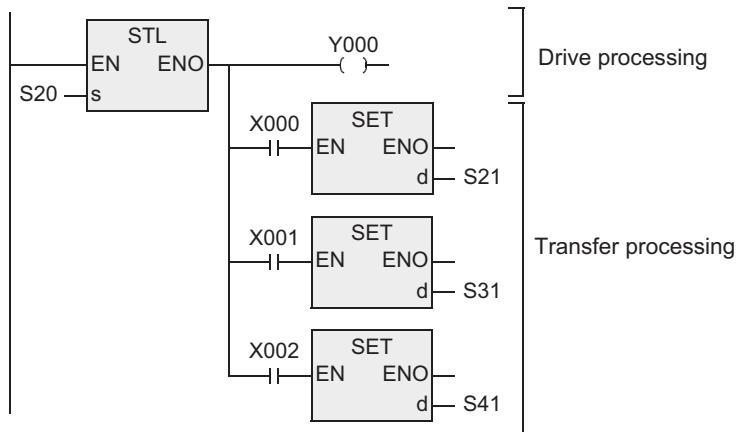 STL
EN ENO
S20 s
Y000
Drive processing
X000
SET
EN ENO
d S21
X001
SET
EN ENO
d S31
Transfer processing
X002
SET
EN ENO
d S41